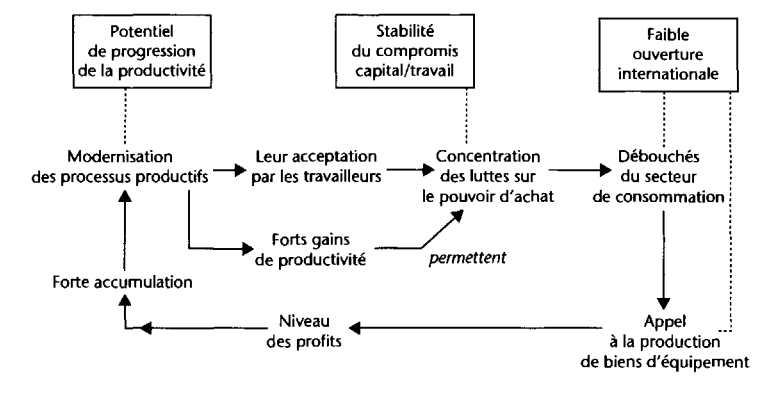 Potentiel
de progression
de la productivité
Stabilité
du compromis
capital/travail
Faible
ouverture
internationale
Modernisation
des processus productifs
Leur acceptation
par les travailleurs
Concentration
des luttes sur
le pouvoir d'achat
Débouchés
du secteur
de consommation
Forts gains
de productivité
permettent
Forte accumulation
Niveau
des profits
Appel
à la production
de biens d'équipement